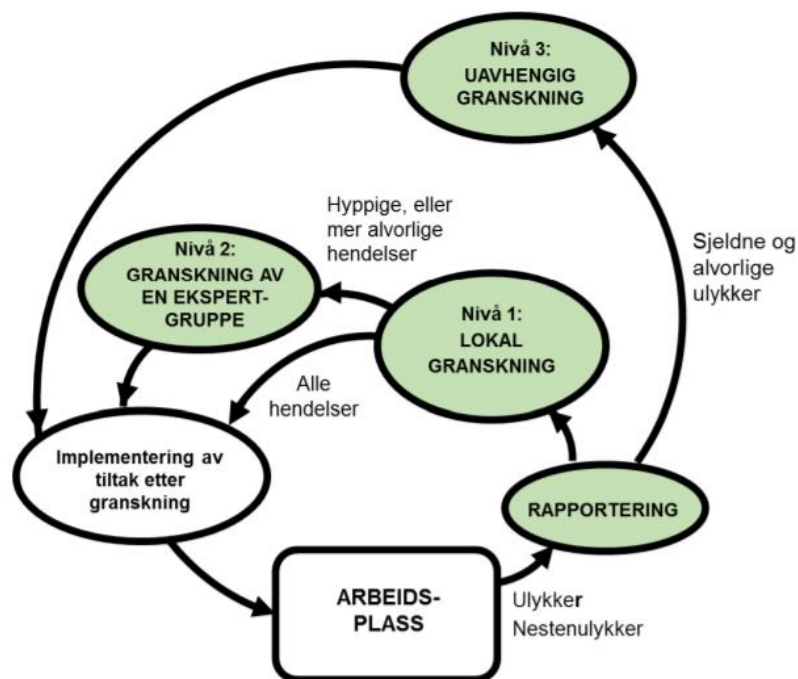 Nivå 3:
UAVHENGIG
GRANSKNING
Hyppige, eller
mer alvorlige
hendelser
Sjeldne og
alvorlige
ulykker
Nivå 2:
GRANSKNING AV
EN EKSPERT-
GRUPPE
Nivå 1:
LOKAL
GRANSKNING
Alle
hendelser
Implementering av
tiltak etter
granskning
RAPPORTERING
ARBEIDS-
PLASS
Ulykker
Nestenulykker